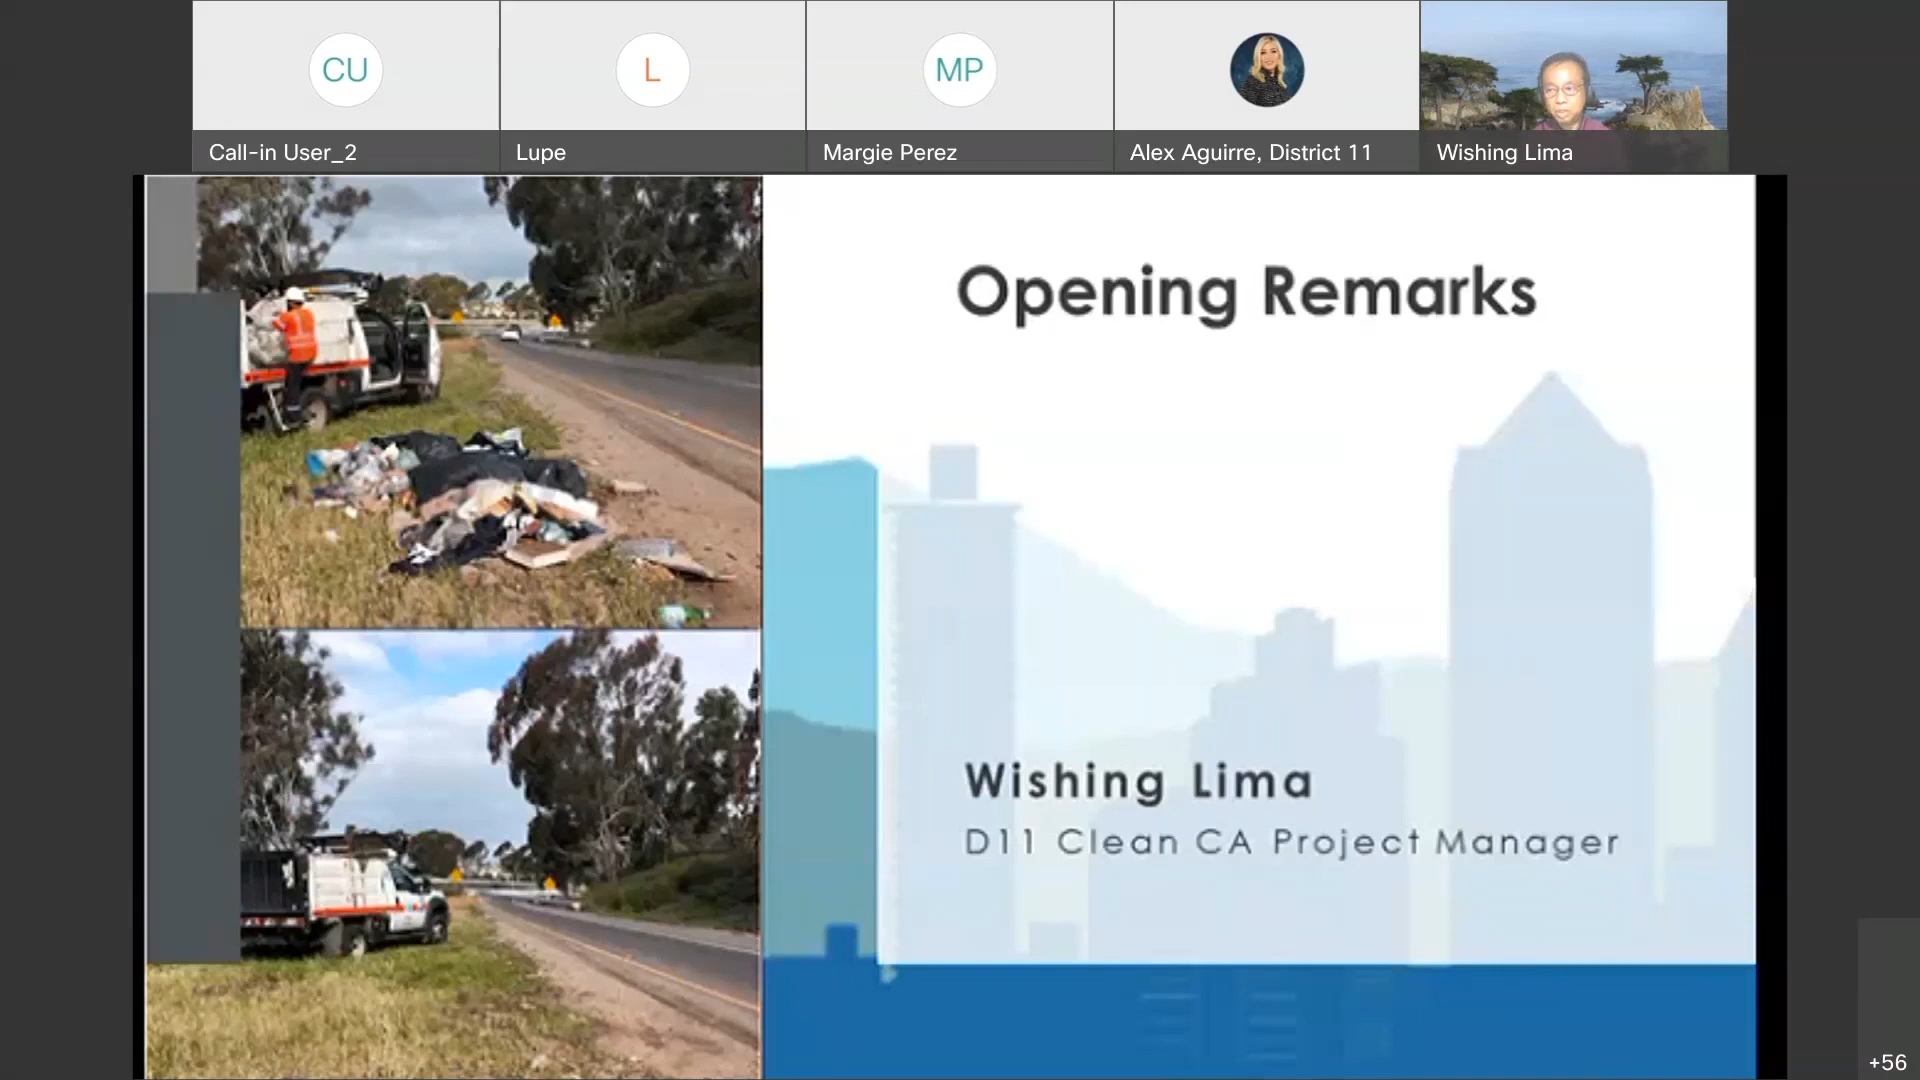 CU
L
MP
Call-in User_2
Lupe
Margie Perez
Alex Aguirre, District 11
Wishing Lima
Opening Remarks
Wishing Lima
D11 Clean CA Project Manager
+56